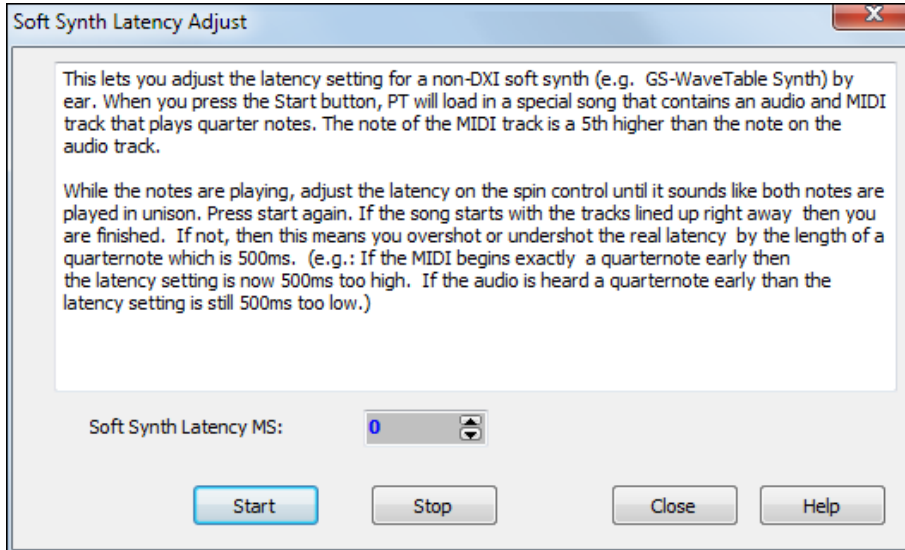 Soft Synth Latency Adjust
This lets you adjust the latency setting for a non-DXI soft synth (e.g.  GS-WaveTable Synth) by
ear. When you press the Start button, PT will load in a special song that contains an audio and MIDI
track that plays quarter notes. The note of the MIDI track is a 5th higher than the note on the
audio track.
While the notes are playing, adjust the latency on the spin control until it sounds like both notes are
played in unison. Press start again. If the song starts with the tracks lined up right away  then you
are finished.  If not, then this means you overshot or undershot the real latency  by the length of a
quarternote which is 500ms.  (e.g.: If the MIDI begins exactly  a quarternote early then
the latency setting is now 500ms too high.  If the audio is heard a quarternote early than the
latency setting is still 500ms too low.)
Soft Synth Latency MS: 0
Start Stop Close Help